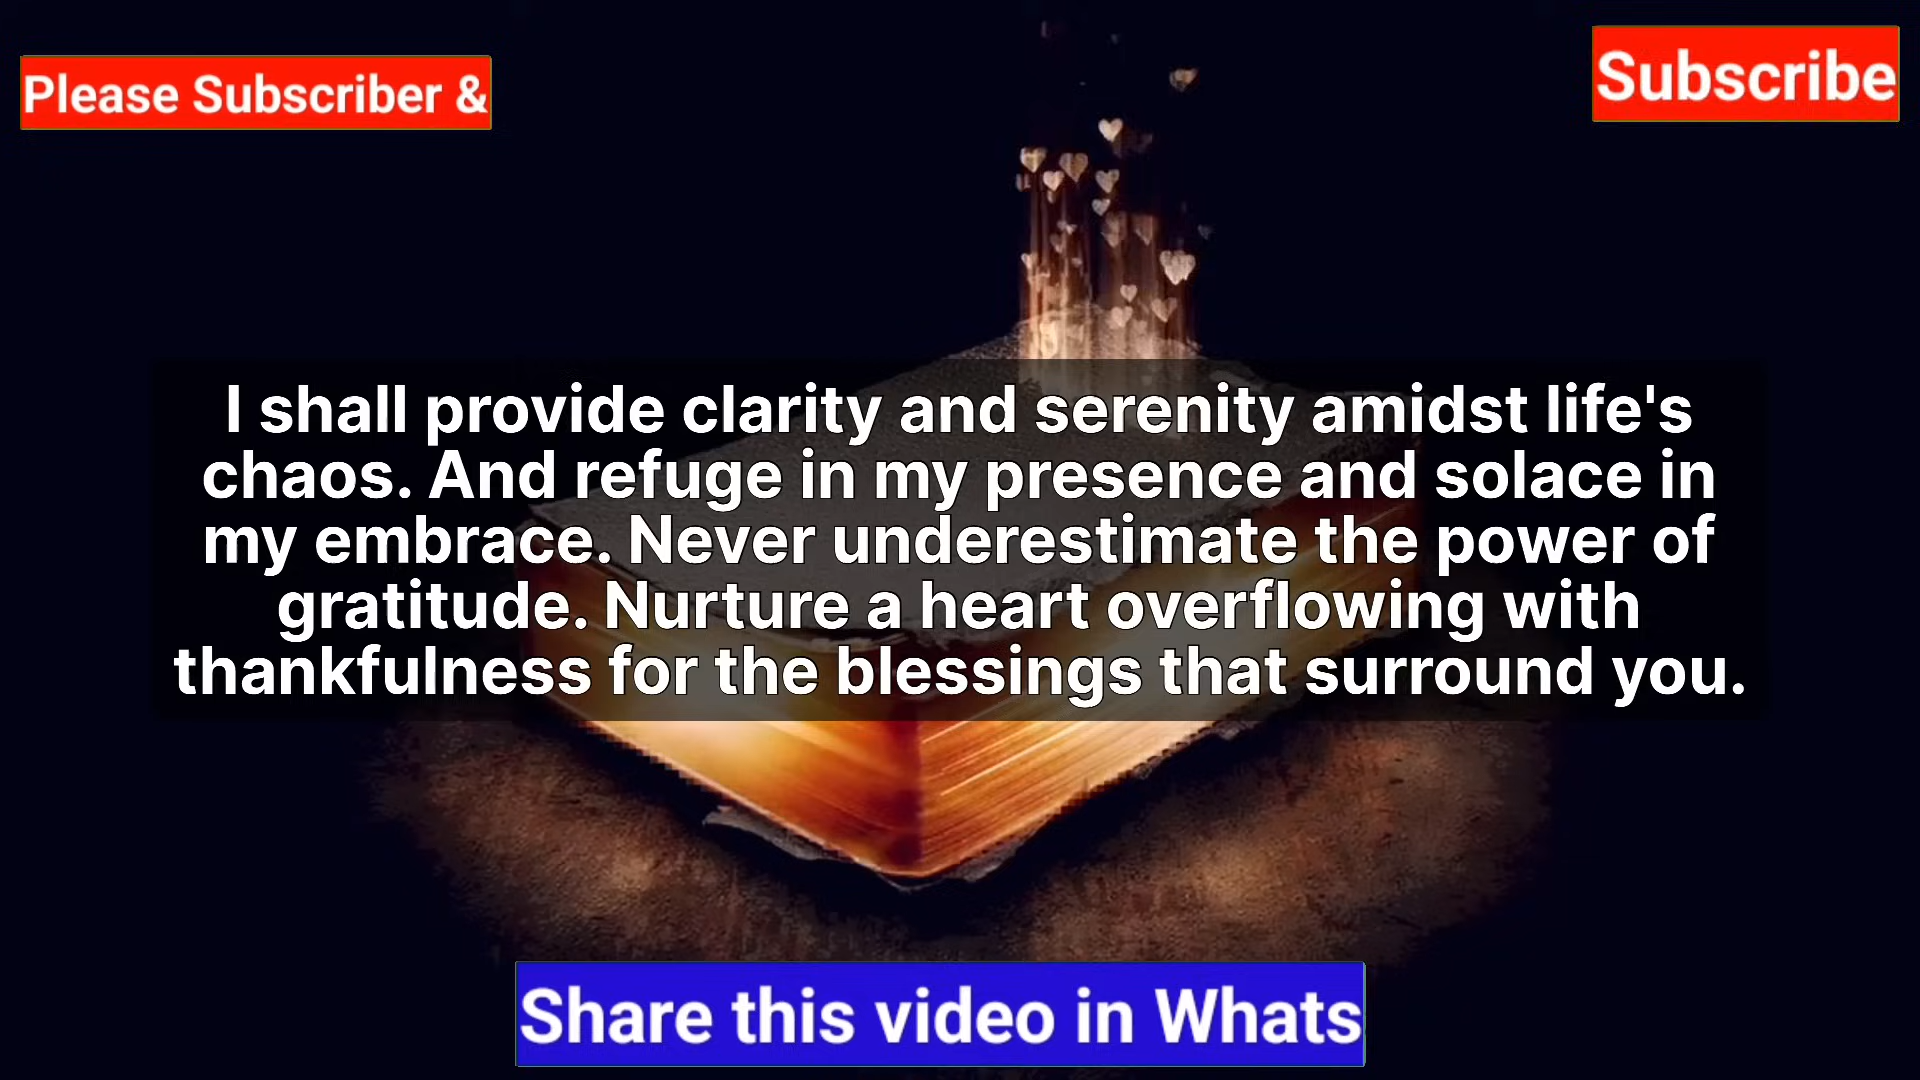 Please Subscriber &
Subscribe
I shall provide clarity and serenity amidst life's
chaos. And refuge in my presence and solace in
my embrace. Never underestimate the power of
gratitude. Nurture a heart overflowing with
thankfulness for the blessings that surround you.
Share this video in Whats